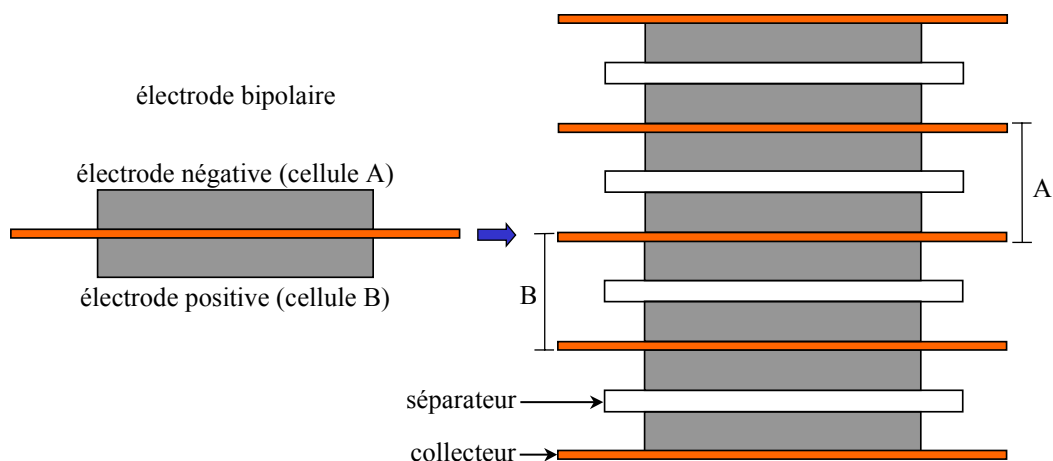 électrode bipolaire
électrode négative (cellule A)
électrode positive (cellule B)
A
B
séparateur
collecteur